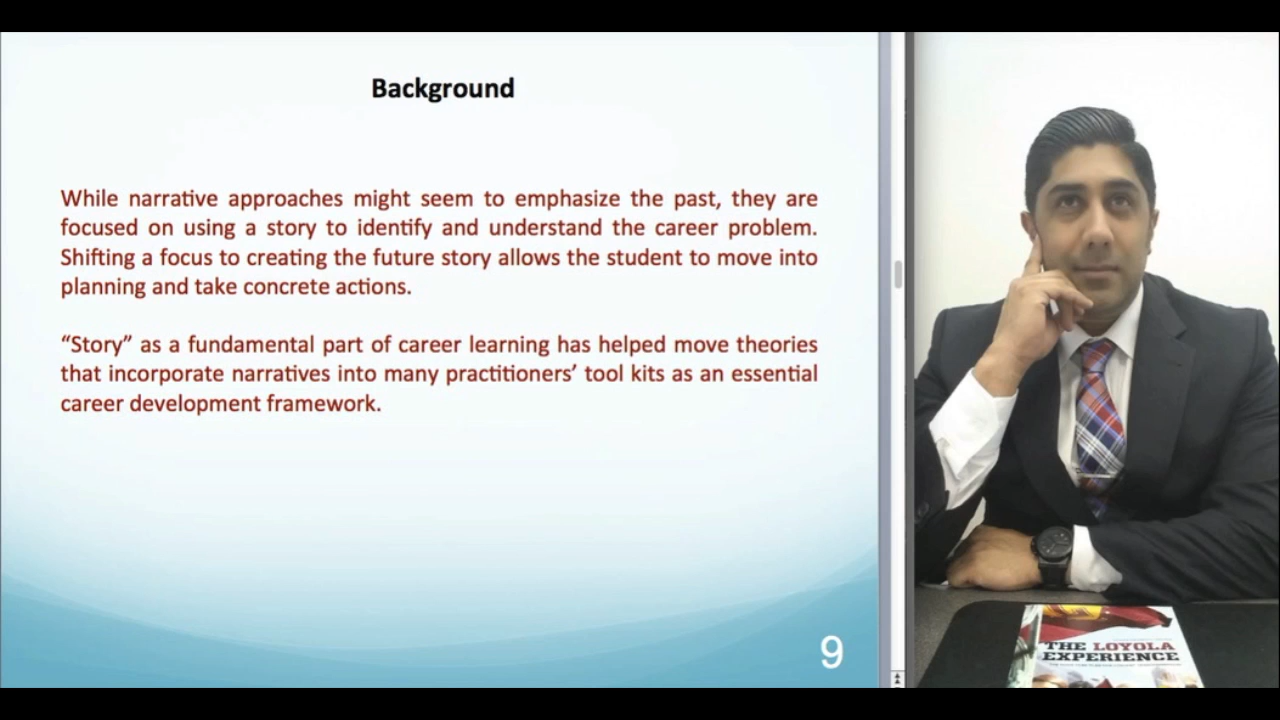 Background
While narrative approaches might seem to emphasize the past, they are
focused on using a story to identify and understand the career problem.
Shifting a focus to creating the future story allows the student to move into
planning and take concrete actions.
“Story” as a fundamental part of career learning has helped move theories
that incorporate narratives into many practitioners’ tool kits as an essential
career development framework.
9
THE LOYOLA
EXPERIENCE